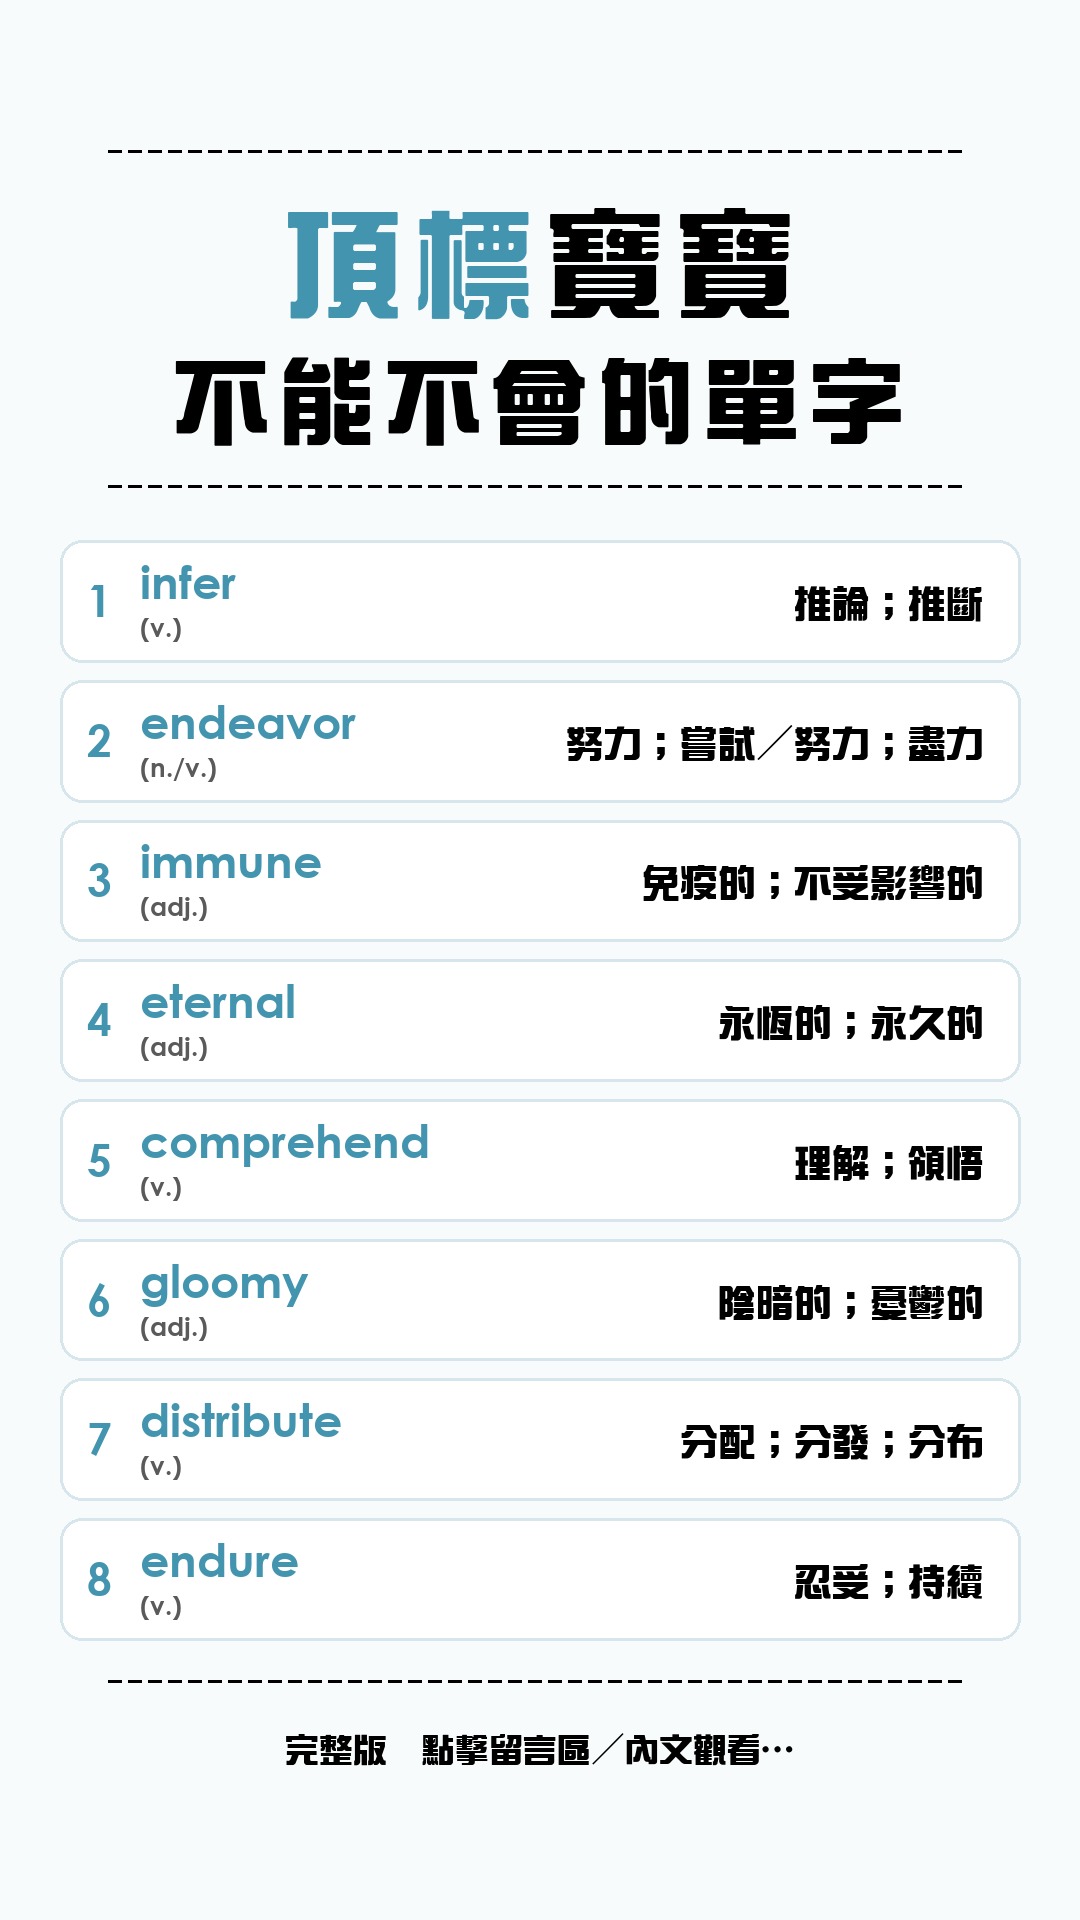 頂標寶寶
不能不會的單字
1 infer
(v.)
推論；推斷
2 endeavor
(n./v.)
努力；嘗試／努力；盡力
3 immune
(adj.)
免疫的；不受影響的
4 eternal
(adj.)
永恆的；永久的
5 comprehend
(v.)
理解；領悟
6 gloomy
(adj.)
陰暗的；憂鬱的
7 distribute
(v.)
分配；分發；分布
8 endure
(v.)
忍受；持續
完整版　點擊留言區／內文觀看…